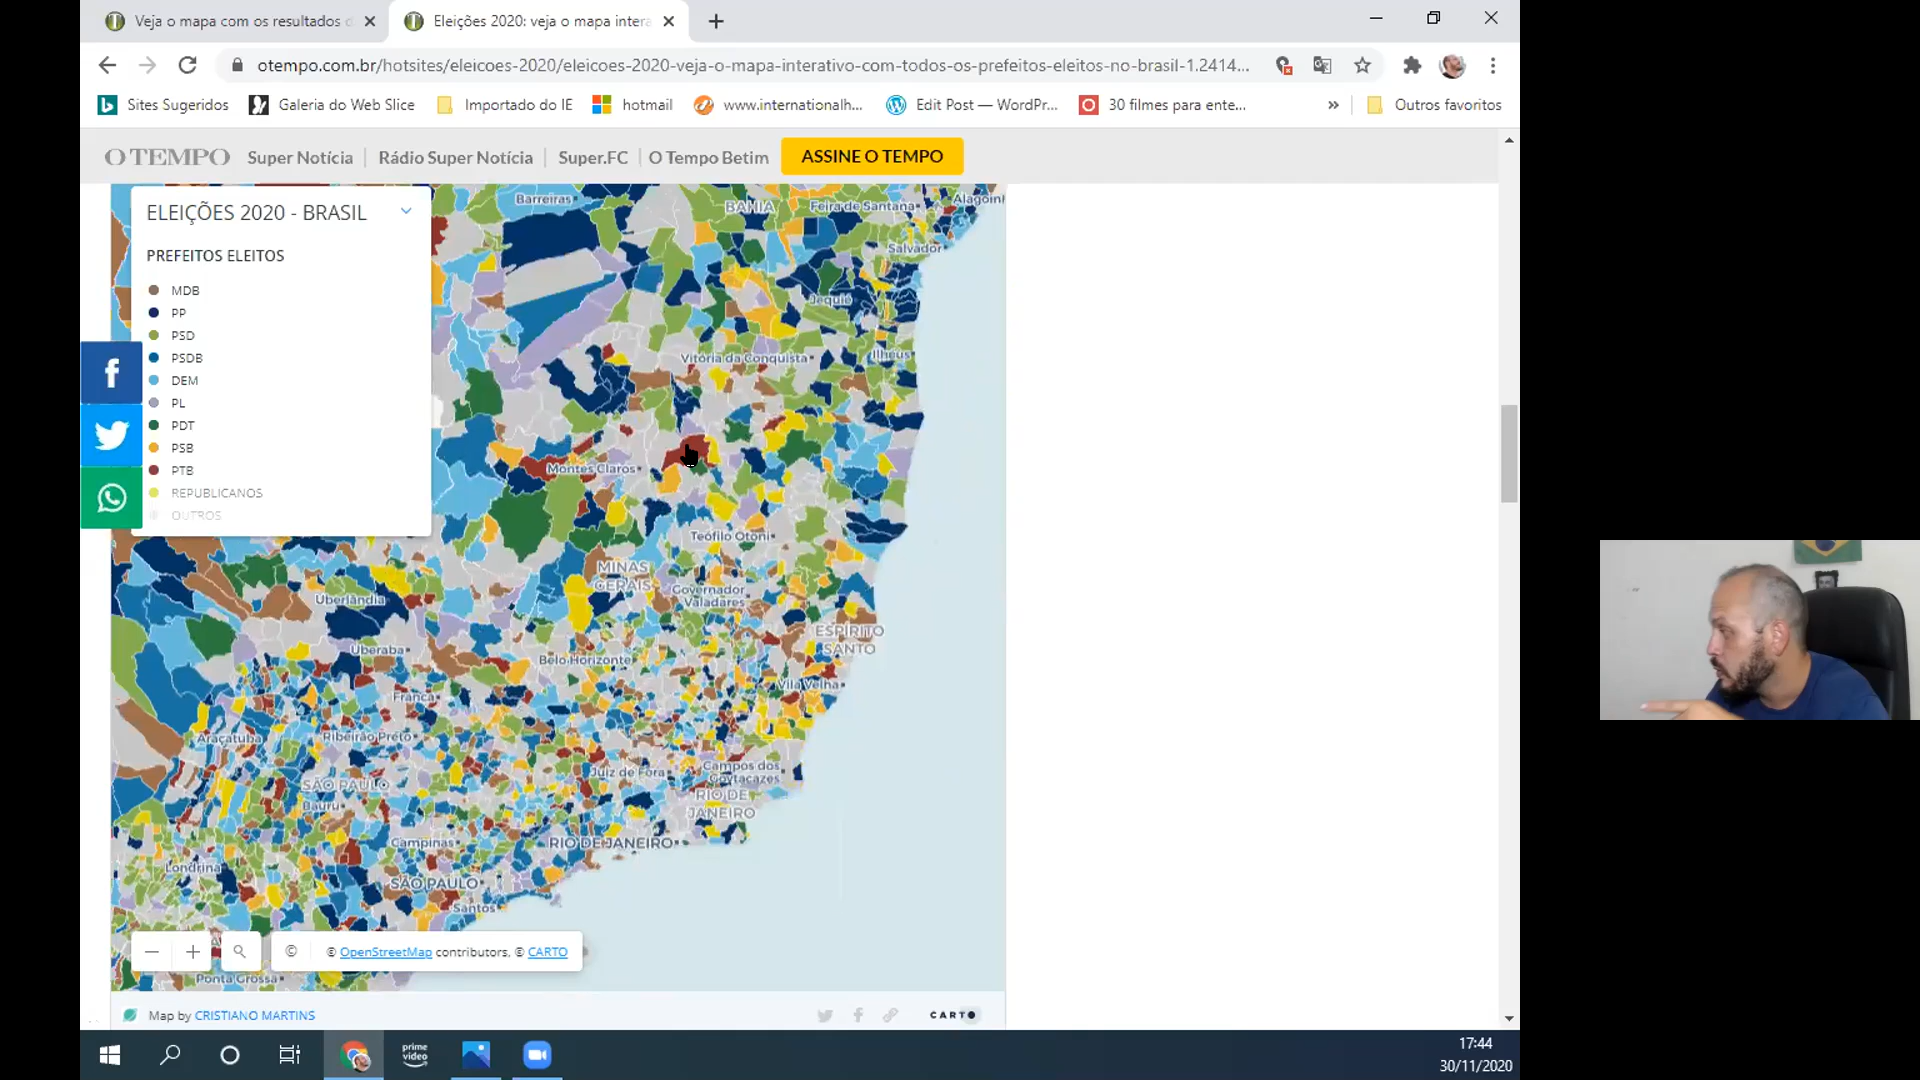 Veja o mapa com os resultados d
Eleições 2020: veja o mapa intera
otempo.com.br/hotsites/eleicoes-2020/eleicoes-2020-veja-o-mapa-interativo-com-todos-os-prefeitos-eleitos-no-brasil-1.2414...
Sites Sugeridos
Galeria do Web Slice
Importado do IE
hotmail
www.internationalh...
Edit Post — WordPr...
30 filmes para ente...
»
Outros favoritos
O TEMPO
Super Notícia
Rádio Super Notícia
Super.FC
O Tempo Betim
ASSINE O TEMPO
ELEIÇÕES 2020 - BRASIL
PREFEITOS ELEITOS
MDB
PP
PSD
PSDB
DEM
PL
PDT
PSB
PTB
REPUBLICANOS
OUTROS
Barreiras
BAHIA
Feira de Santana
Alagoinh
Salvador
Jequié
Vitória da Conquista
Ilhéus
Montes Claros
Teófilo Otoni
MINAS
GERAIS
Governador
Valadares
Uberlândia
ESPÍRITO
SANTO
Uberaba
Belo Horizonte
Vila Velha
Franca
Araçatuba
Ribeirão Preto
Juiz de Fora
Campos dos
Goytacazes
SÃO PAULO
Bauru
RIO DE
JANEIRO
Campinas
RIO DE JANEIRO
Londrina
SÃO PAULO
Santos
Ponta Grossa
© © OpenStreetMap contributors, © CARTO
Map by CRISTIANO MARTINS
CARTO
prime
video
17:44
30/11/2020